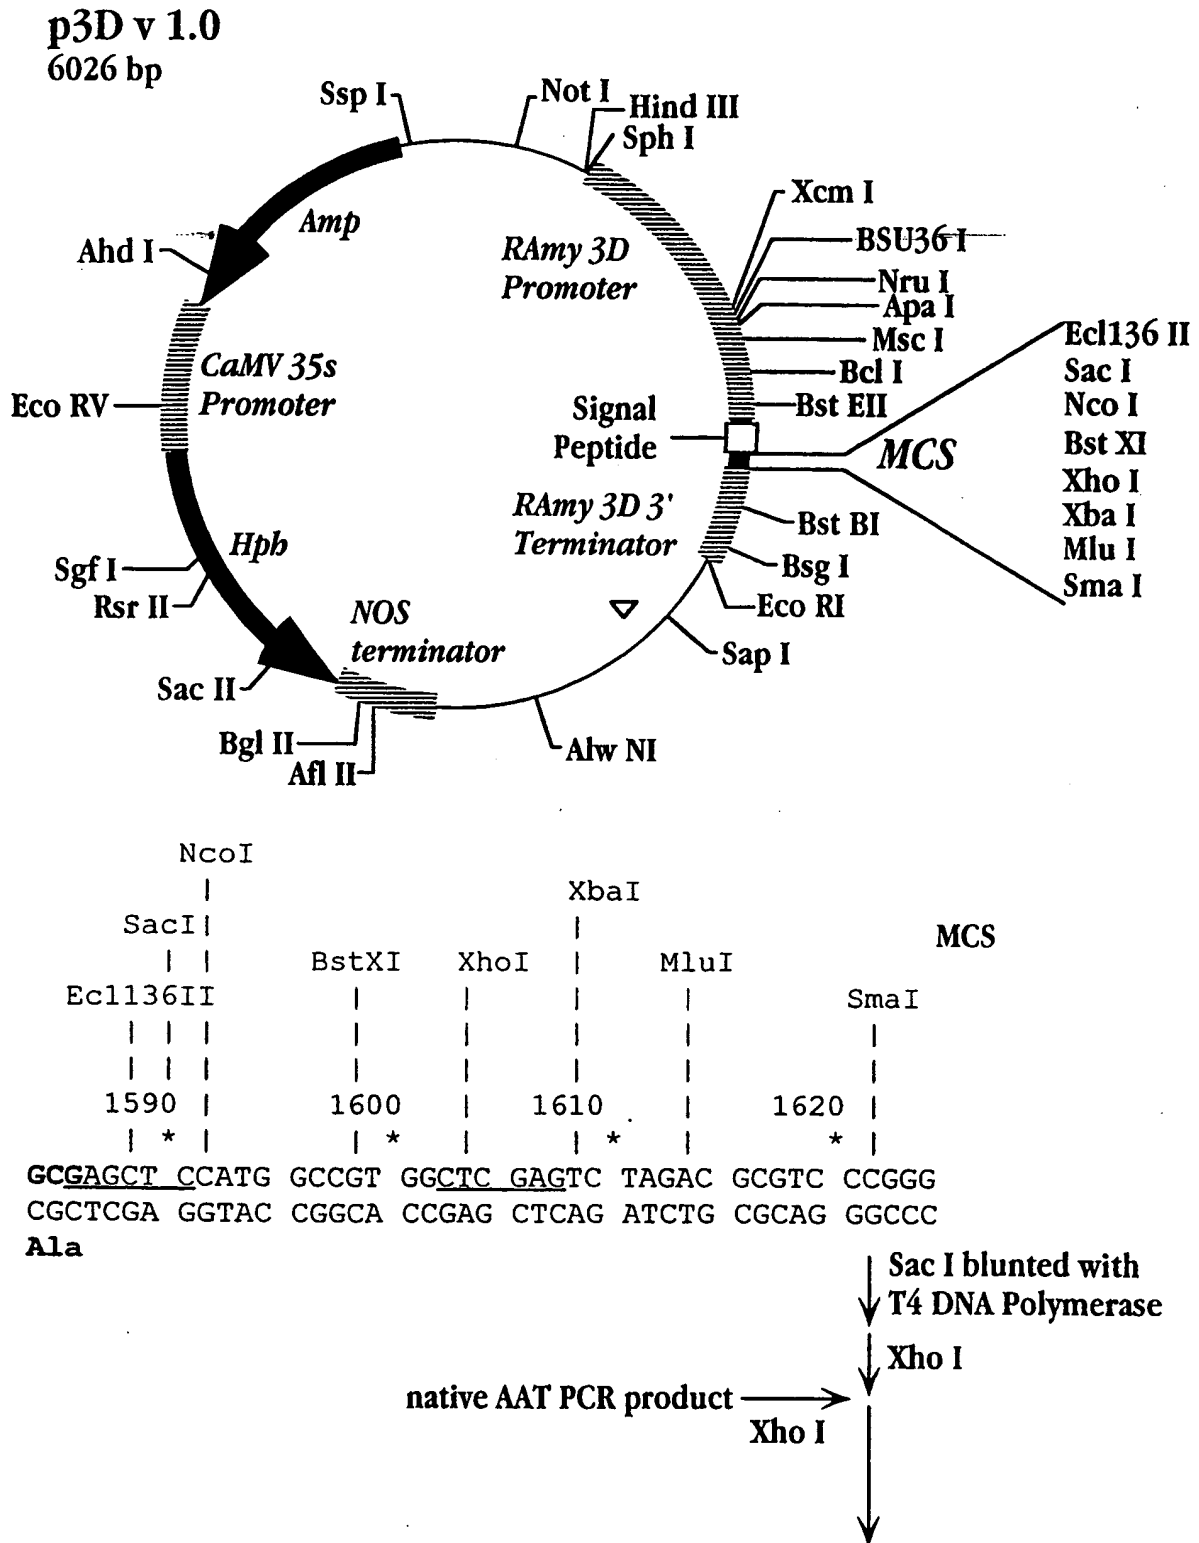 p3D v 1.0
6026 bp
Ssp I
Not I
Hind III
Sph I
Xcm I
BSU36 I
Nru I
Apa I
Msc I
Bcl I
Bst EII
Ahd I
Amp
RAmy 3D
Promoter
CaMV 35s
Promoter
Eco RV
Signal
Peptide
MCS
Ecl136 II
Sac I
Nco I
Bst XI
Xho I
Xba I
Mlu I
Sma I
RAmy 3D 3'
Terminator
Bst BI
Bsg I
Eco RI
Sap I
Hph
Sgf I
Rsr II
NOS
terminator
Sac II
Bgl II
Afl II
Alw NI
NcoI
XbaI
SacI
MCS
BstXI XhoI MluI
Ecl136II SmaI
1590 1600 1610 1620
* * * *
GCGAGCT CCATGG GCCGT GGCTC GAGTC TAGAC GCGTC CCGGG
CGCTCGA GGTACC CGGCA CCGAG CTCAG ATCTG CGCAG GGCCC
Ala
Sac I blunted with
T4 DNA Polymerase
Xho I
native AAT PCR product
Xho I